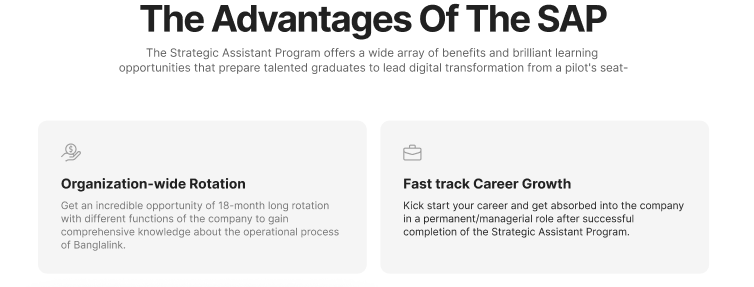 The Advantages Of The SAP
The Strategic Assistant Program offers a wide array of benefits and brilliant learning
opportunities that prepare talented graduates to lead digital transformation from a pilot's seat-
Organization-wide Rotation
Get an incredible opportunity of 18-month long rotation
with different functions of the company to gain
comprehensive knowledge about the operational process
of Banglalink.
Fast track Career Growth
Kick start your career and get absorbed into the company
in a permanent/managerial role after successful
completion of the Strategic Assistant Program.